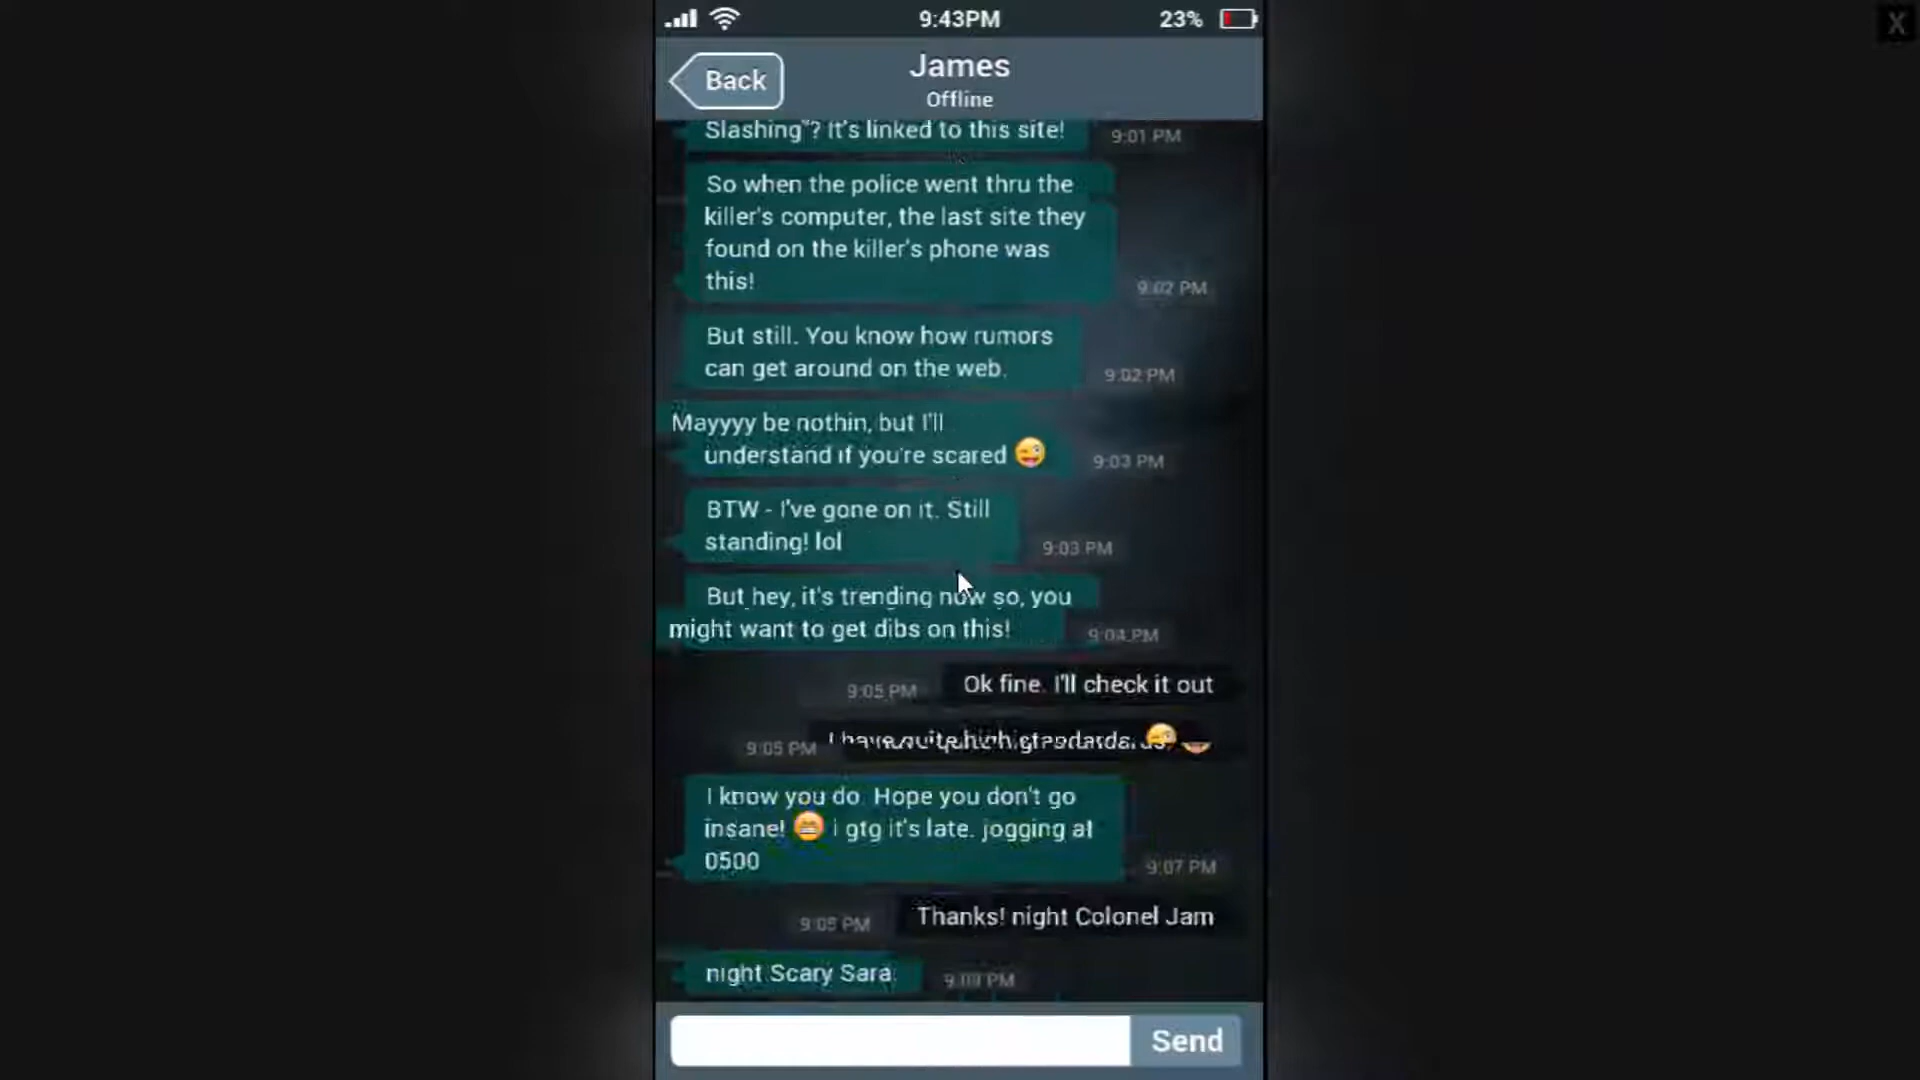 9:43PM
23%
X
Back
James
Offline
Slashing"? It's linked to this site!
9:01 PM
So when the police went thru the
killer's computer, the last site they
found on the killer's phone was
this!
9:02 PM
But still. You know how rumors
can get around on the web.
9:02 PM
Mayyyy be nothin, but I'll
understand if you're scared 😜
9:03 PM
BTW - I've gone on it. Still
standing! lol
9:03 PM
But hey, it's trending now so, you
might want to get dibs on this!
9:04 PM
9:05 PM
Ok fine. I'll check it out
9:05 PM
I have quite high standards. 😜
I know you do. Hope you don't go
insane! 😁 i gtg it's late. jogging at
0500
9:07 PM
Thanks! night Colonel Jam
night Scary Sara.
Send